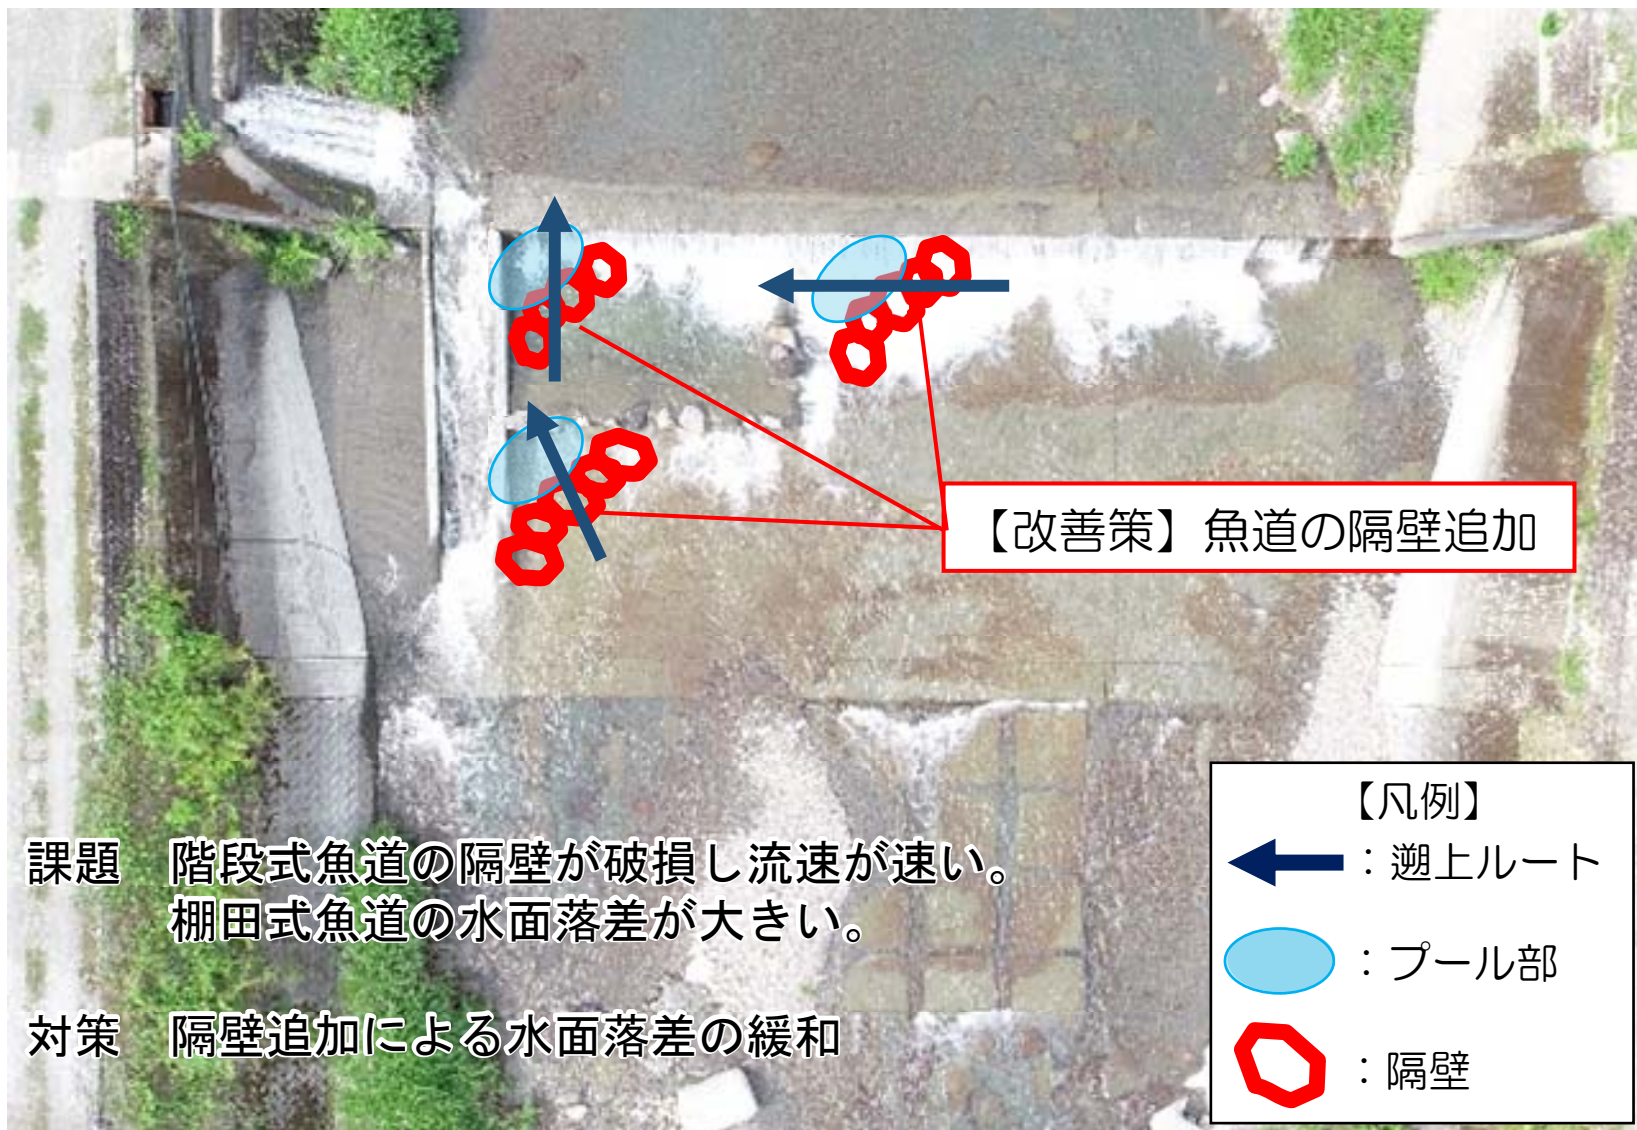 【改善策】魚道の隔壁追加
【凡例】
：遡上ルート
：プール部
：隔壁
課題　階段式魚道の隔壁が破損し流速が速い。
棚田式魚道の水面落差が大きい。
対策　隔壁追加による水面落差の緩和